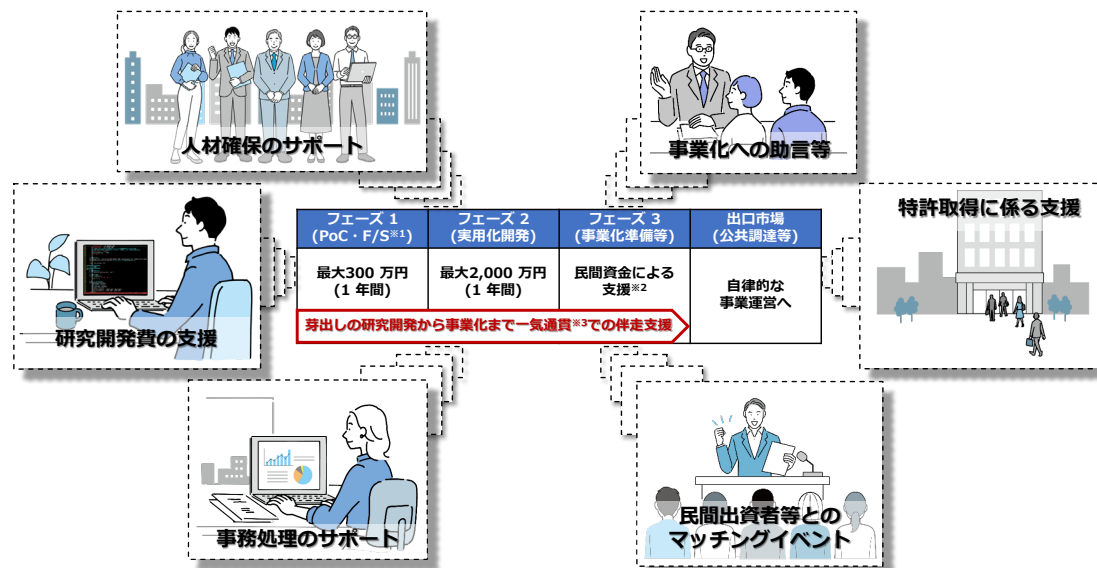 人材確保のサポート
事業化への助言等
研究開発費の支援
特許取得に係る支援
フェーズ 1
(PoC・F/S※1)
フェーズ 2
(実用化開発)
フェーズ 3
(事業化準備等)
出口市場
(公共調達等)
最大300 万円
(1 年間)
最大2,000 万円
(1 年間)
民間資金による
支援※2
自律的な
事業運営へ
芽出しの研究開発から事業化まで一気通貫※3での伴走支援
事務処理のサポート
民間出資者等との
マッチングイベント